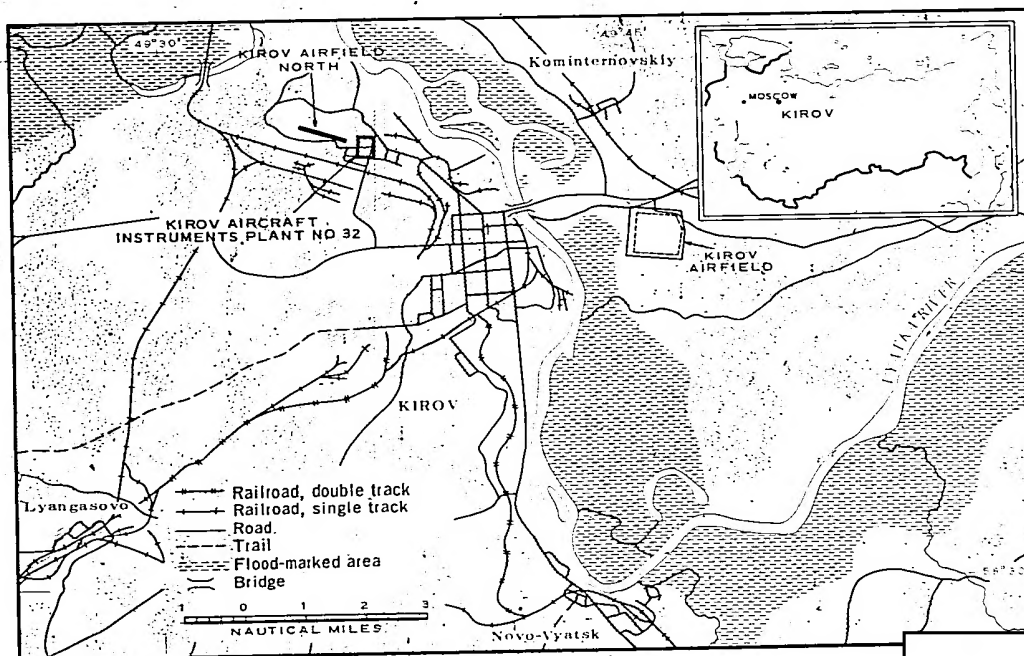 49°30'
KIROV AIRFIELD
NORTH
49°45'
Kominternovskiy
MOSCOW
KIROV
KIROV AIRCRAFT
INSTRUMENTS PLANT NO 32
KIROV
AIRFIELD
RIVER
KIROV
Lyangasovo
Railroad, double track
Railroad, single track
Road
Trail
Flood-marked area
Bridge
1 0 1 2 3
NAUTICAL MILES
Novo-Vyatsk